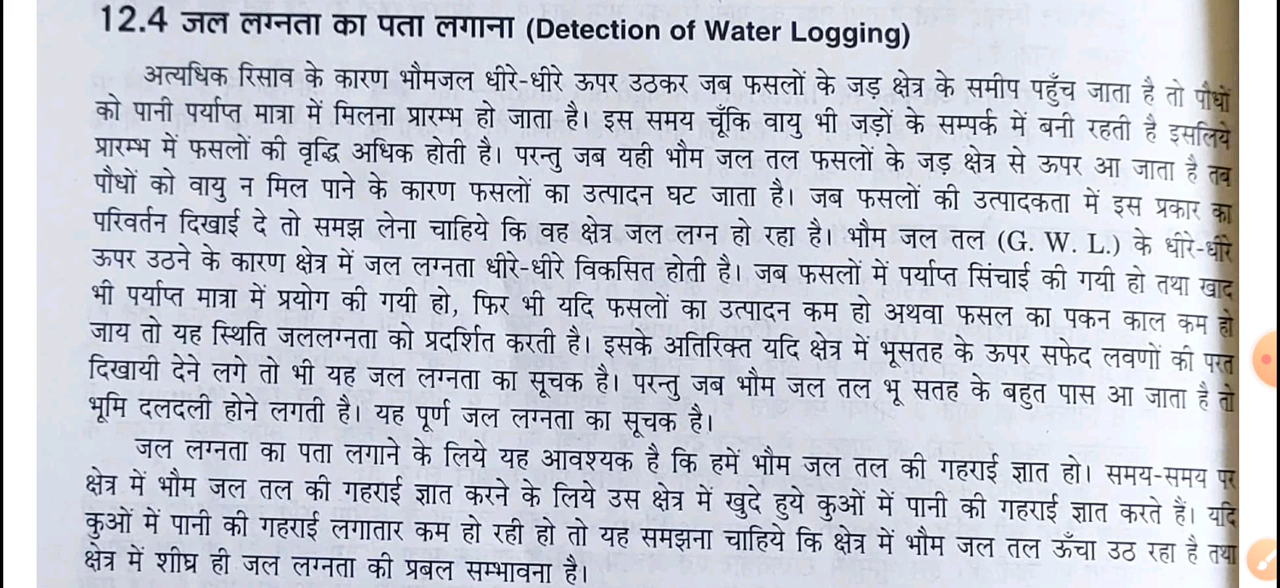 12.4 जल लग्नता का पता लगाना (Detection of Water Logging)
अत्यधिक रिसाव के कारण भौमजल धीरे-धीरे ऊपर उठकर जब फसलों के जड़ क्षेत्र के समीप पहुँच जाता है तो पौधों
को पानी पर्याप्त मात्रा में मिलना प्रारम्भ हो जाता है। इस समय चूँकि वायु भी जड़ों के सम्पर्क में बनी रहती है इसलिये
प्रारम्भ में फसलों की वृद्धि अधिक होती है। परन्तु जब यही भौम जल तल फसलों के जड़ क्षेत्र से ऊपर आ जाता है तब
पौधों को वायु न मिल पाने के कारण फसलों का उत्पादन घट जाता है। जब फसलों की उत्पादकता में इस प्रकार का
परिवर्तन दिखाई दे तो समझ लेना चाहिये कि वह क्षेत्र जल लग्न हो रहा है। भौम जल तल (G. W. L.) के धीरे-धीरे
ऊपर उठने के कारण क्षेत्र में जल लग्नता धीरे-धीरे विकसित होती है। जब फसलों में पर्याप्त सिंचाई की गयी हो तथा खाद
भी पर्याप्त मात्रा में प्रयोग की गयी हो, फिर भी यदि फसलों का उत्पादन कम हो अथवा फसल का पकन काल कम हो
जाय तो यह स्थिति जललग्नता को प्रदर्शित करती है। इसके अतिरिक्त यदि क्षेत्र में भूसतह के ऊपर सफेद लवणों की परत
दिखायी देने लगे तो भी यह जल लग्नता का सूचक है। परन्तु जब भौम जल तल भू सतह के बहुत पास आ जाता है तो
भूमि दलदली होने लगती है। यह पूर्ण जल लग्नता का सूचक है।
जल लग्नता का पता लगाने के लिये यह आवश्यक है कि हमें भौम जल तल की गहराई ज्ञात हो। समय-समय पर
क्षेत्र में भौम जल तल की गहराई ज्ञात करने के लिये उस क्षेत्र में खुदे हुये कुओं में पानी की गहराई ज्ञात करते हैं। यदि
कुओं में पानी की गहराई लगातार कम हो रही हो तो यह समझना चाहिये कि क्षेत्र में भौम जल तल ऊँचा उठ रहा है तथा
क्षेत्र में शीघ्र ही जल लग्नता की प्रबल सम्भावना है।